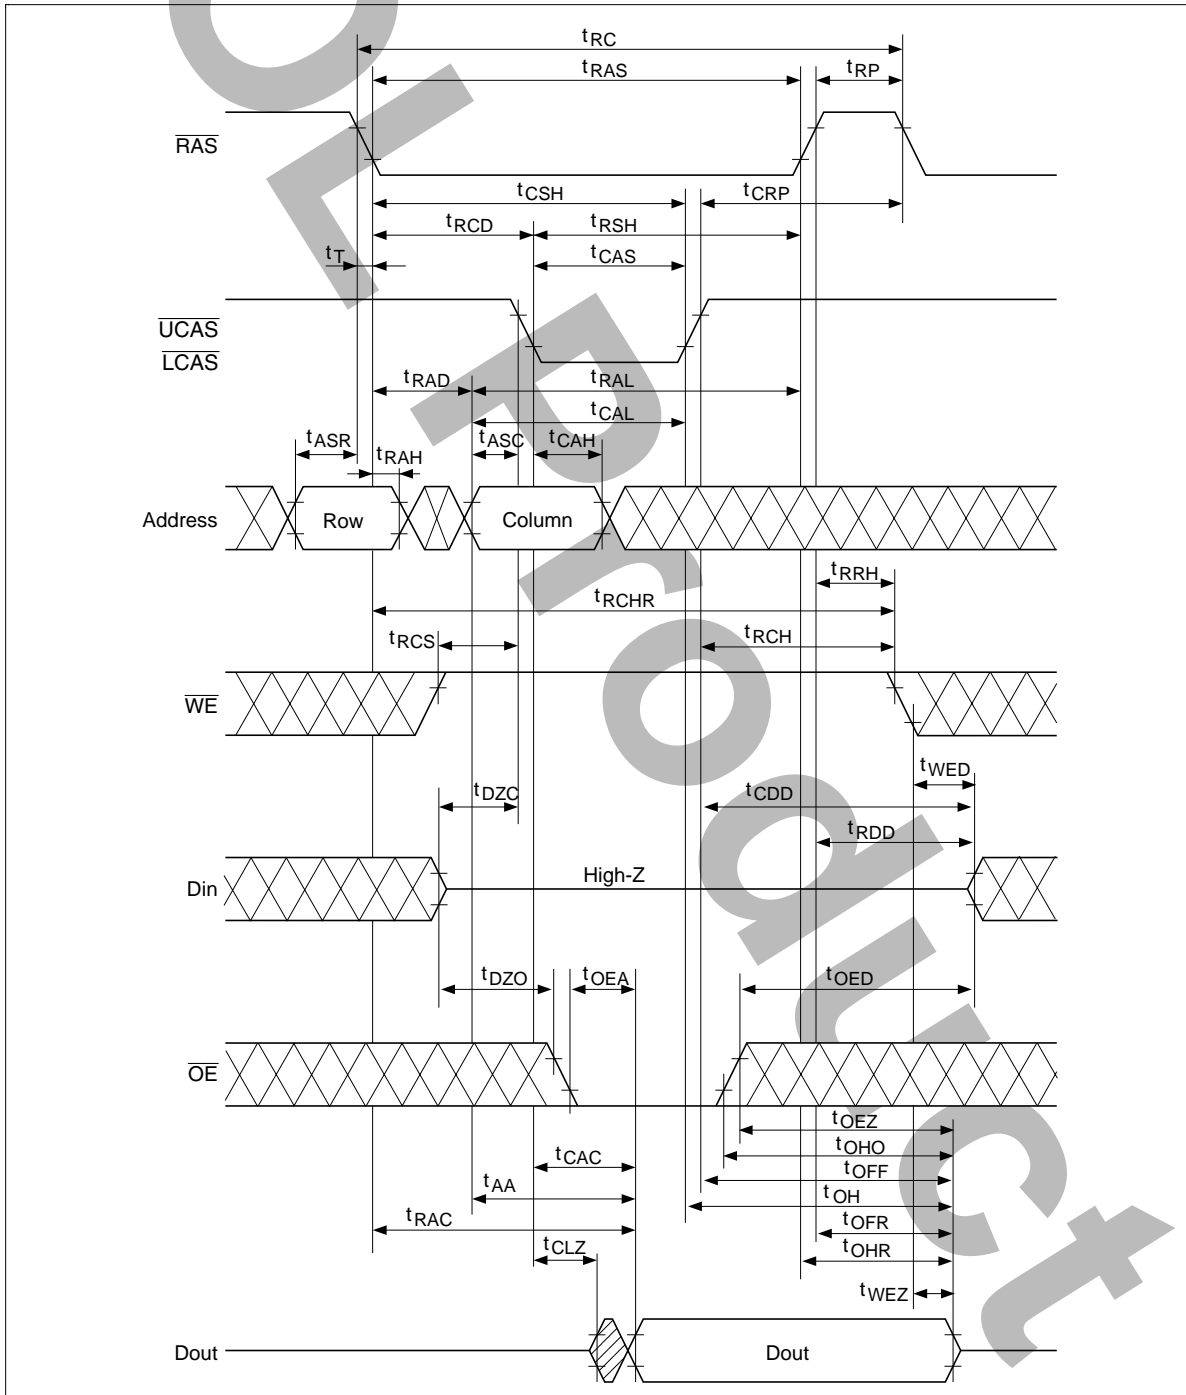 tRC
tRAS tRP
RAS
tCSH tCRP
tRCD tRSH
tT tCAS
UCAS
LCAS
tRAD tRAL
tCAL
tASR tASC tCAH
tRAH
Address Row Column
tRRH
tRCHR
tRCS tRCH
WE
tWED
tDZC tCDD
tRDD
Din High-Z
tDZO tOEA tOED
OE
tOEZ
tOHO
tCAC tOFF
tAA tOH
tRAC tOFR
tCLZ tOHR
tWEZ
Dout Dout
OL Product